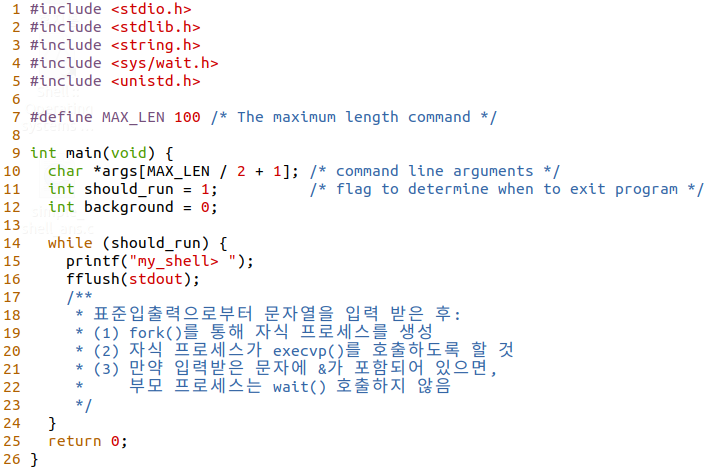 1 #include <stdio.h>
2 #include <stdlib.h>
3 #include <string.h>
4 #include <sys/wait.h>
5 #include <unistd.h>
6
7 #define MAX_LEN 100 /* The maximum length command */
8
9 int main(void) {
10   char *args[MAX_LEN / 2 + 1]; /* command line arguments */
11   int should_run = 1;          /* flag to determine when to exit program */
12   int background = 0;
13
14   while (should_run) {
15     printf("my_shell> ");
16     fflush(stdout);
17     /**
18      * 표준입출력으로부터 문자열을 입력 받은 후:
19      * (1) fork()를 통해 자식 프로세스를 생성
20      * (2) 자식 프로세스가 execvp()를 호출하도록 할 것
21      * (3) 만약 입력받은 문자에 &가 포함되어 있으면,
22      *     부모 프로세스는 wait() 호출하지 않음
23      */
24   }
25   return 0;
26 }